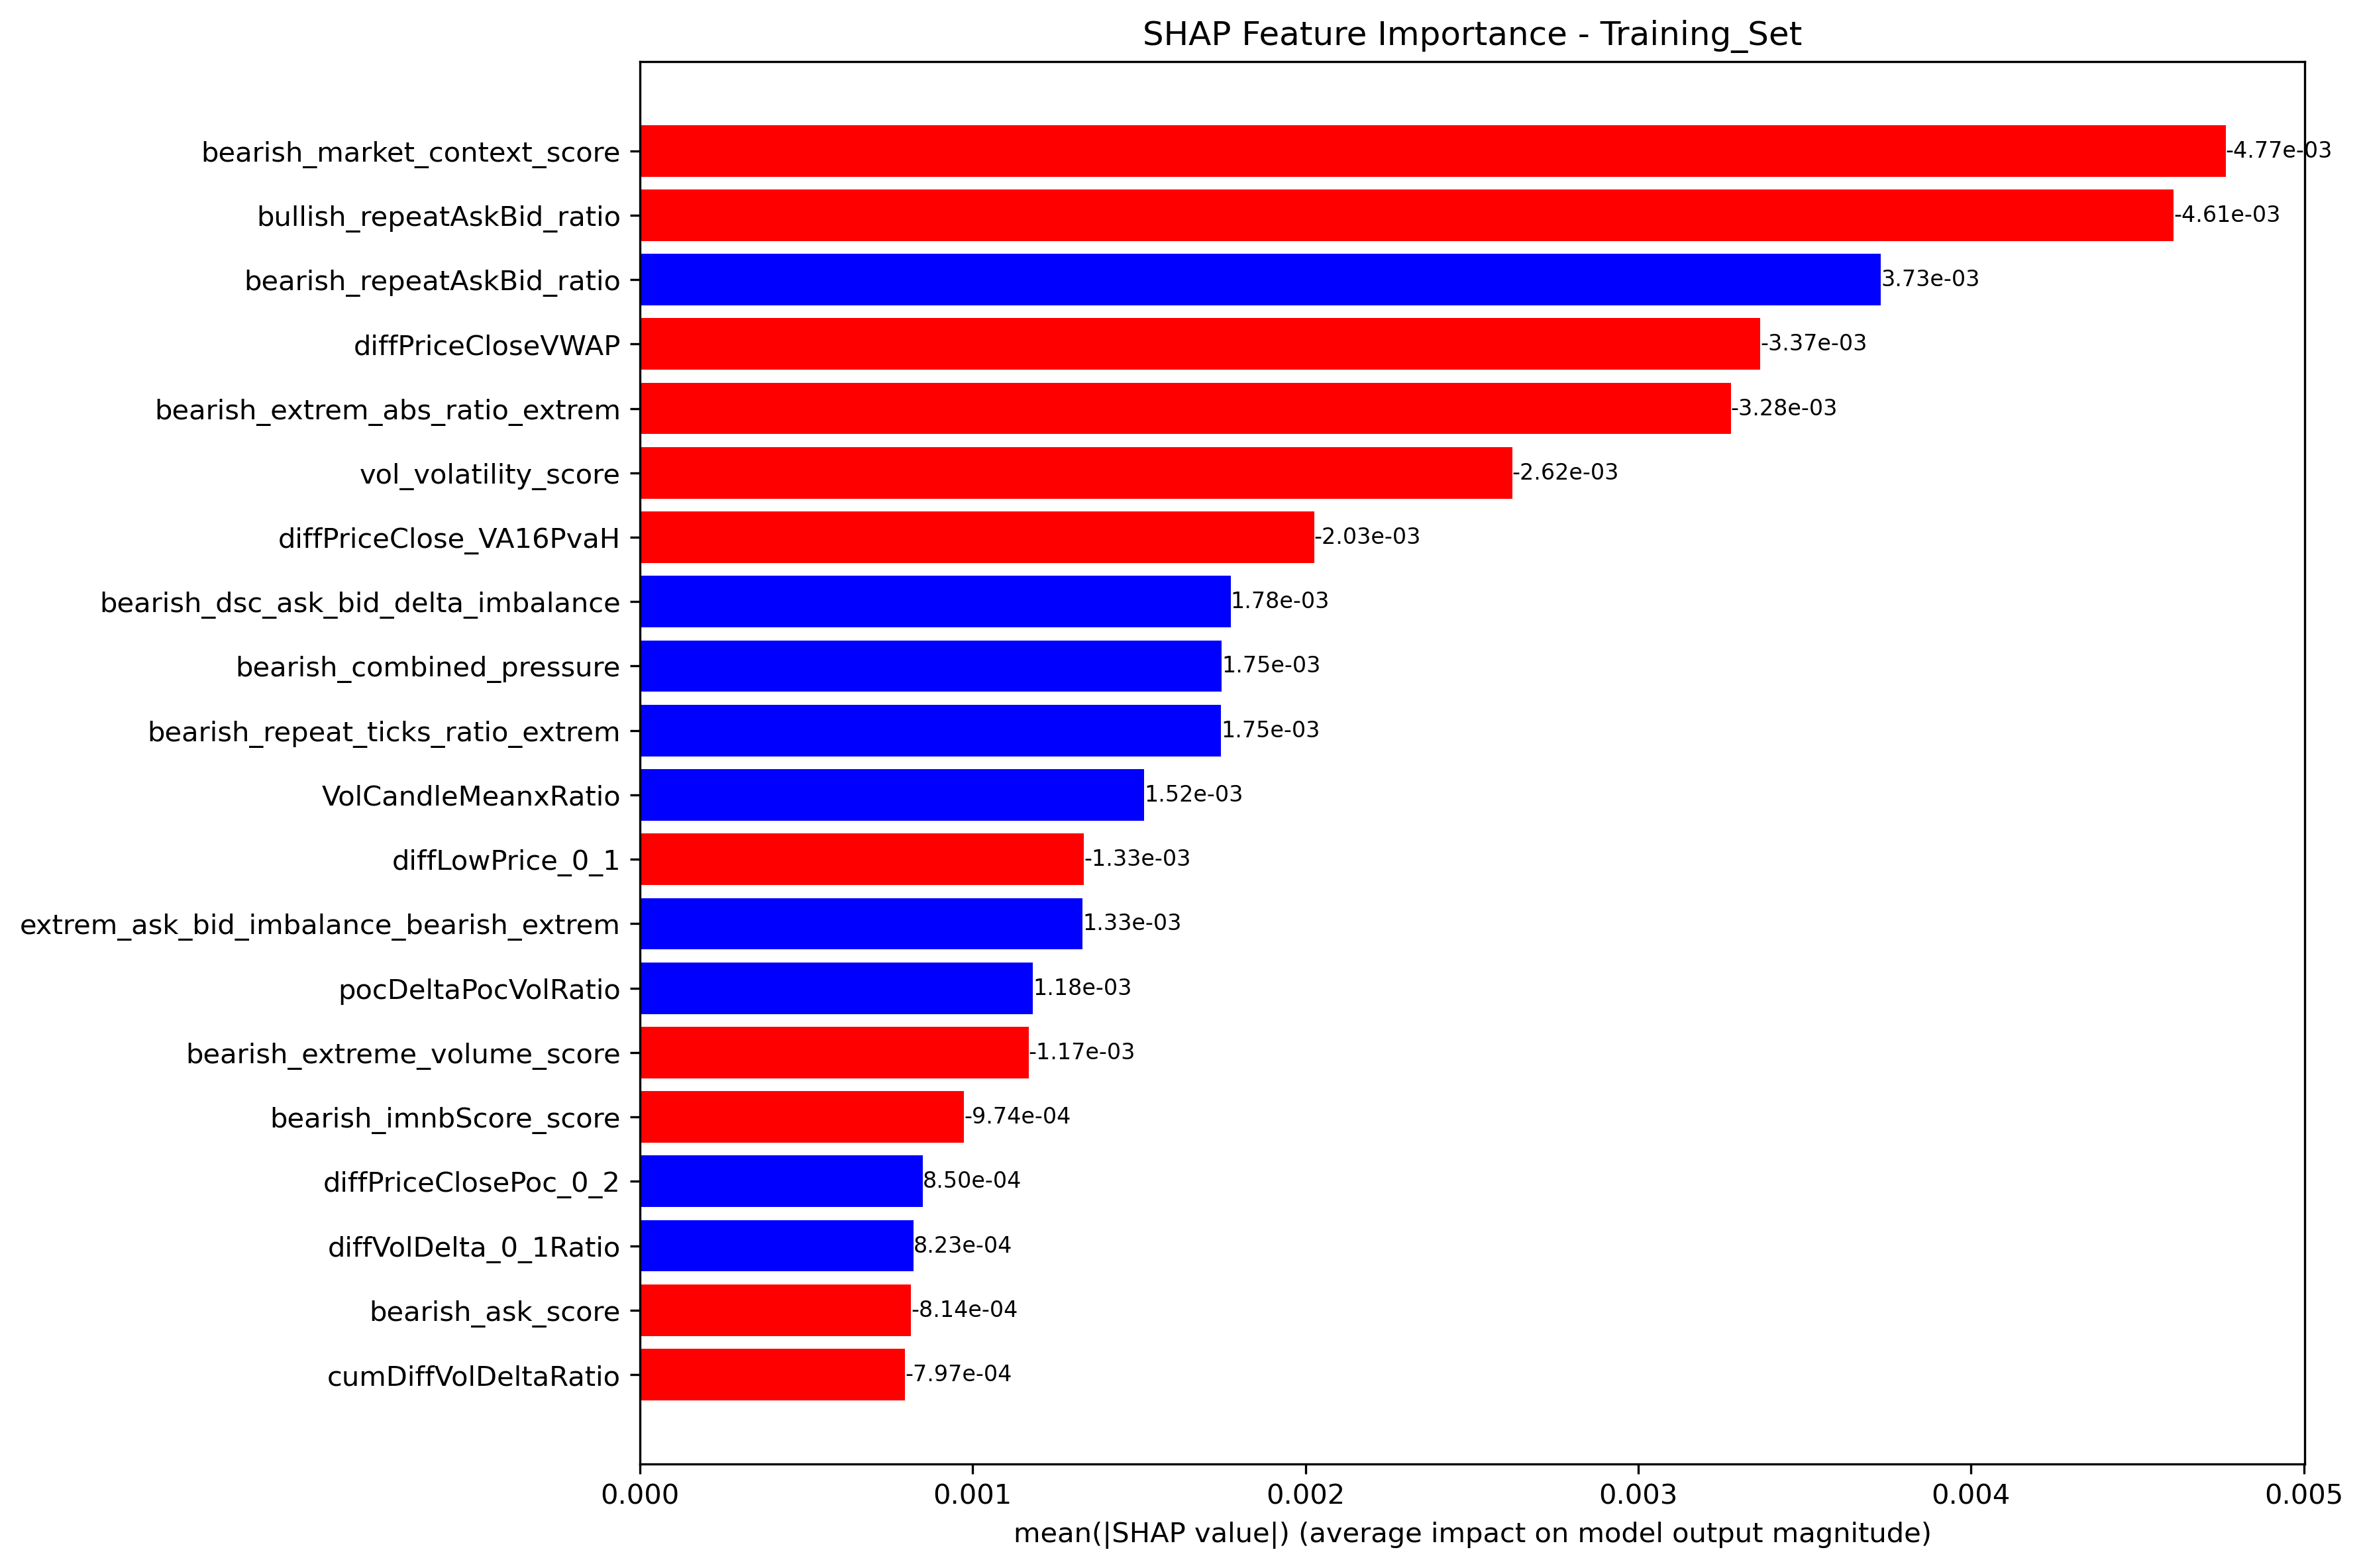 SHAP Feature Importance - Training_Set
bearish_market_context_score -4.77e-03
bullish_repeatAskBid_ratio -4.61e-03
bearish_repeatAskBid_ratio 3.73e-03
diffPriceCloseVWAP -3.37e-03
bearish_extrem_abs_ratio_extrem -3.28e-03
vol_volatility_score -2.62e-03
diffPriceClose_VA16PvaH -2.03e-03
bearish_dsc_ask_bid_delta_imbalance 1.78e-03
bearish_combined_pressure 1.75e-03
bearish_repeat_ticks_ratio_extrem 1.75e-03
VolCandleMeanxRatio 1.52e-03
diffLowPrice_0_1 -1.33e-03
extrem_ask_bid_imbalance_bearish_extrem 1.33e-03
pocDeltaPocVolRatio 1.18e-03
bearish_extreme_volume_score -1.17e-03
bearish_imnbScore_score -9.74e-04
diffPriceClosePoc_0_2 8.50e-04
diffVolDelta_0_1Ratio 8.23e-04
bearish_ask_score -8.14e-04
cumDiffVolDeltaRatio -7.97e-04
0.000 0.001 0.002 0.003 0.004 0.005
mean(|SHAP value|) (average impact on model output magnitude)